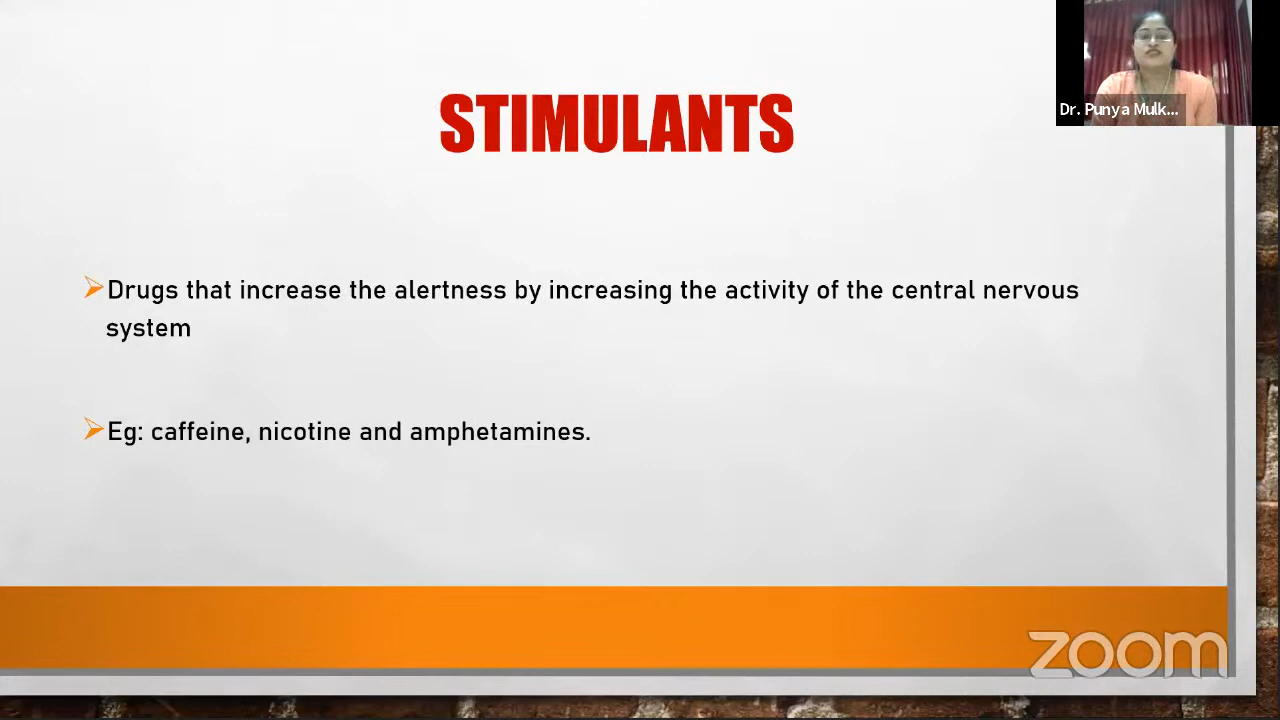 STIMULANTS
Dr. Punya Mulk...
Drugs that increase the alertness by increasing the activity of the central nervous
system
Eg: caffeine, nicotine and amphetamines.
zoom